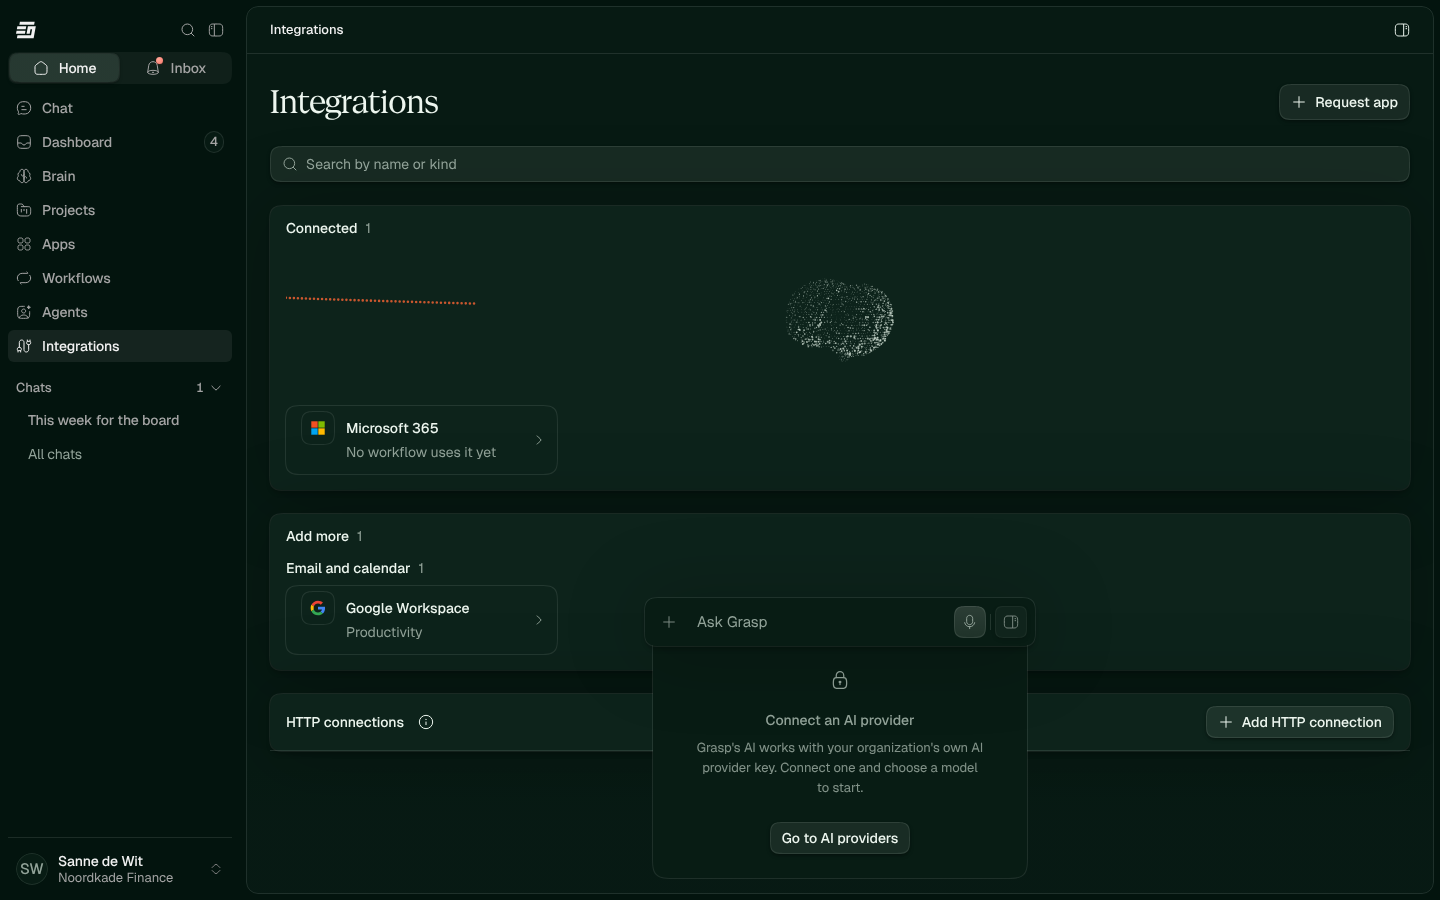 Integrations
Home
Inbox
Chat
Dashboard 4
Brain
Projects
Apps
Workflows
Agents
Integrations
Chats 1
This week for the board
All chats
SW
Sanne de Wit
Noordkade Finance
Integrations
Request app
Search by name or kind
Connected 1
Microsoft 365
No workflow uses it yet
Add more 1
Email and calendar 1
Google Workspace
Productivity
HTTP connections
Add HTTP connection
Ask Grasp
Connect an AI provider
Grasp's AI works with your organization's own AI
provider key. Connect one and choose a model
to start.
Go to AI providers